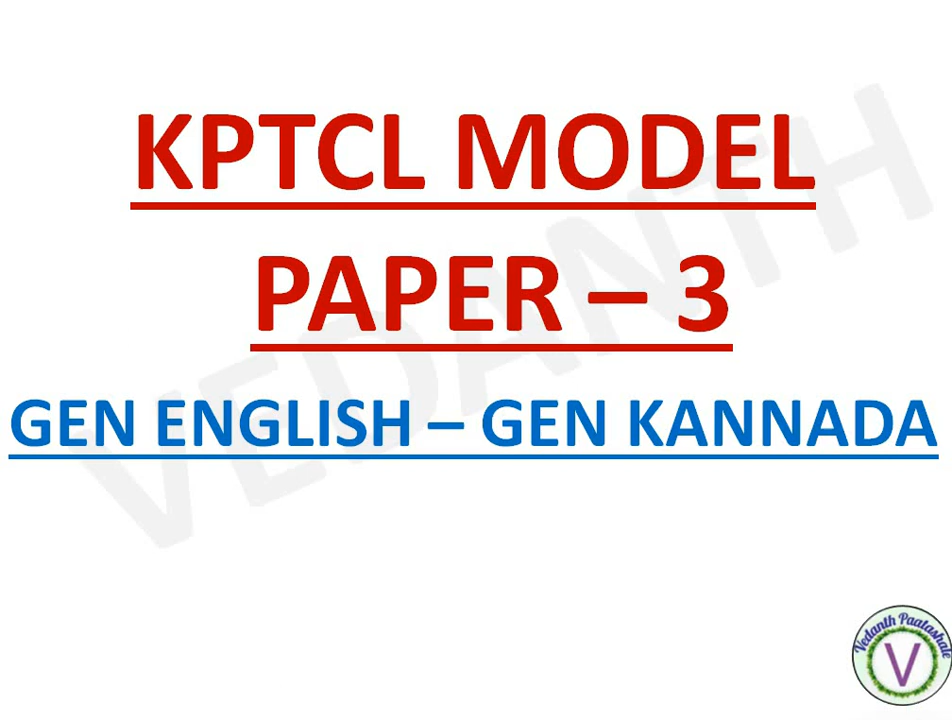 KPTCL MODEL
PAPER – 3
GEN ENGLISH – GEN KANNADA
VEDANTH
Vedanth Paatashale
V